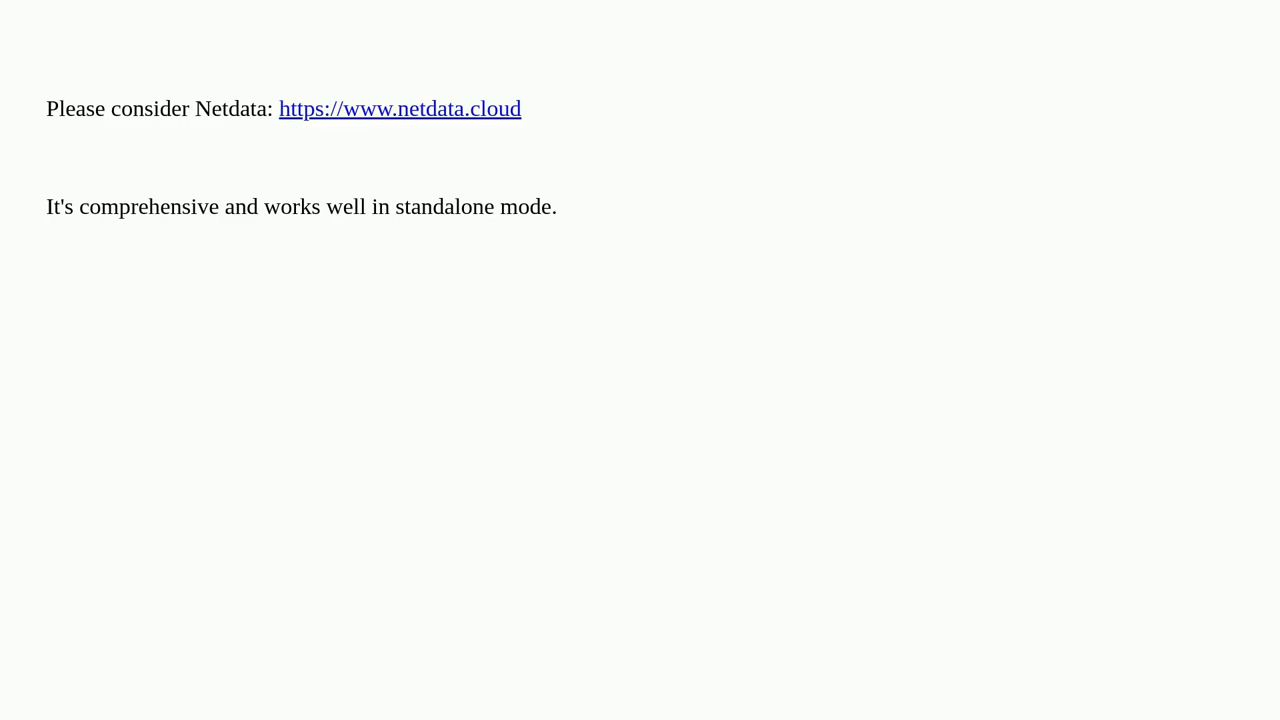 Please consider Netdata: https://www.netdata.cloud
It's comprehensive and works well in standalone mode.